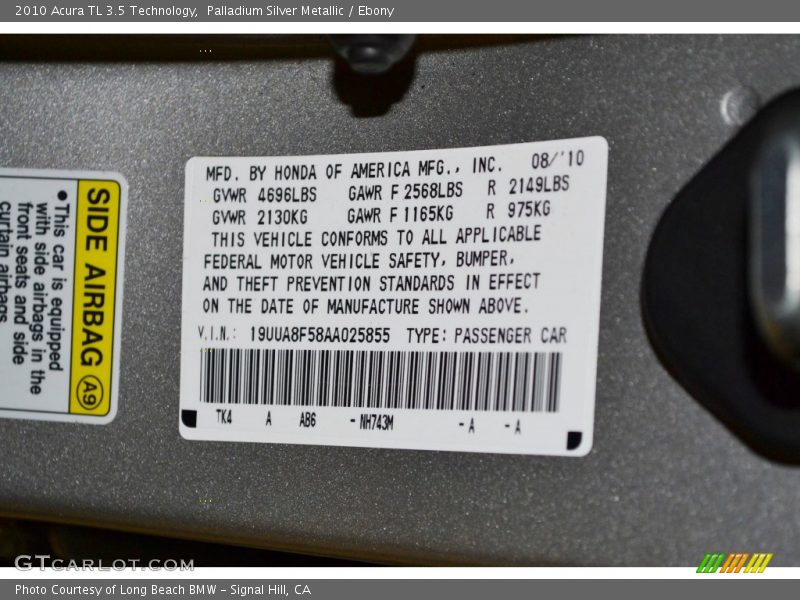 2010 Acura TL 3.5 Technology,  Palladium Silver Metallic / Ebony
MFD. BY HONDA OF AMERICA MFG., INC. 08/'10
GVWR 4696LBS GAWR F 2568LBS R 2149LBS
GVWR 2130KG GAWR F 1165KG R 975KG
THIS VEHICLE CONFORMS TO ALL APPLICABLE
FEDERAL MOTOR VEHICLE SAFETY, BUMPER,
AND THEFT PREVENTION STANDARDS IN EFFECT
ON THE DATE OF MANUFACTURE SHOWN ABOVE.
V.I.N.: 19UUA8F58AA025855 TYPE: PASSENGER CAR
TK4 A AB6 -NH743M -A -A
SIDE AIRBAG A9
•This car is equipped
with side airbags in the
front seats and side
curtain airbags
GTCARLOT.COM
Photo Courtesy of Long Beach BMW – Signal Hill, CA